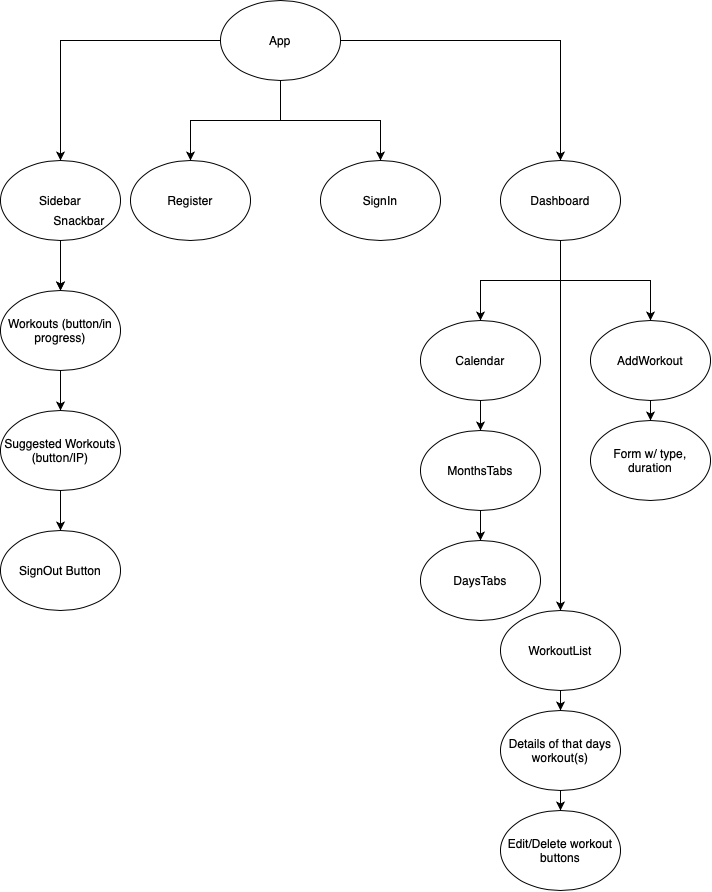 App
Sidebar
Snackbar
Register
SignIn
Dashboard
Workouts (button/in
progress)
Suggested Workouts
(button/IP)
SignOut Button
Calendar
AddWorkout
MonthsTabs
Form w/ type,
duration
DaysTabs
WorkoutList
Details of that days
workout(s)
Edit/Delete workout
buttons